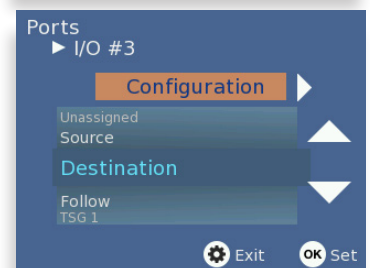 Ports
▶ I/O #3
Configuration
Unassigned
Source
Destination
Follow
TSG 1
Exit OK Set